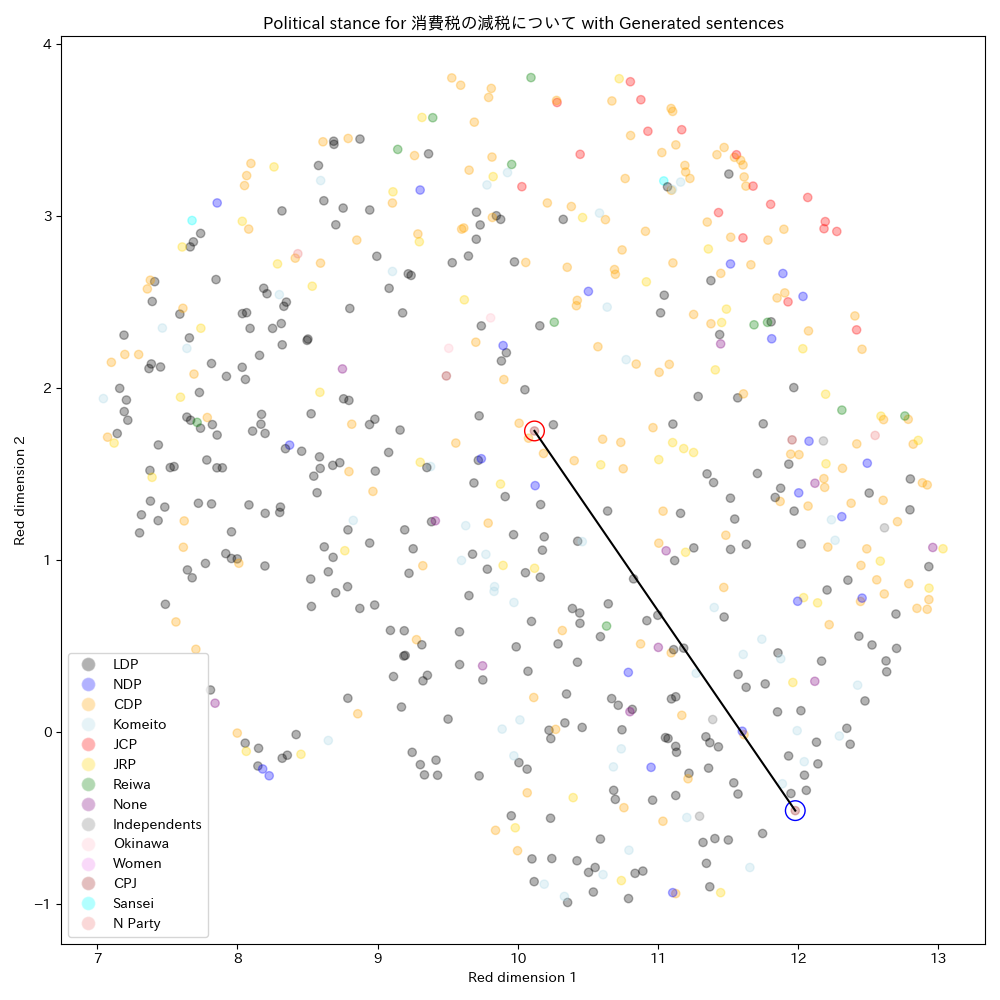 Political stance for 消費税の減税について with Generated sentences
4
3
2
1
0
−1
Red dimension 2
7 8 9 10 11 12 13
Red dimension 1
LDP
NDP
CDP
Komeito
JCP
JRP
Reiwa
None
Independents
Okinawa
Women
CPJ
Sansei
N Party